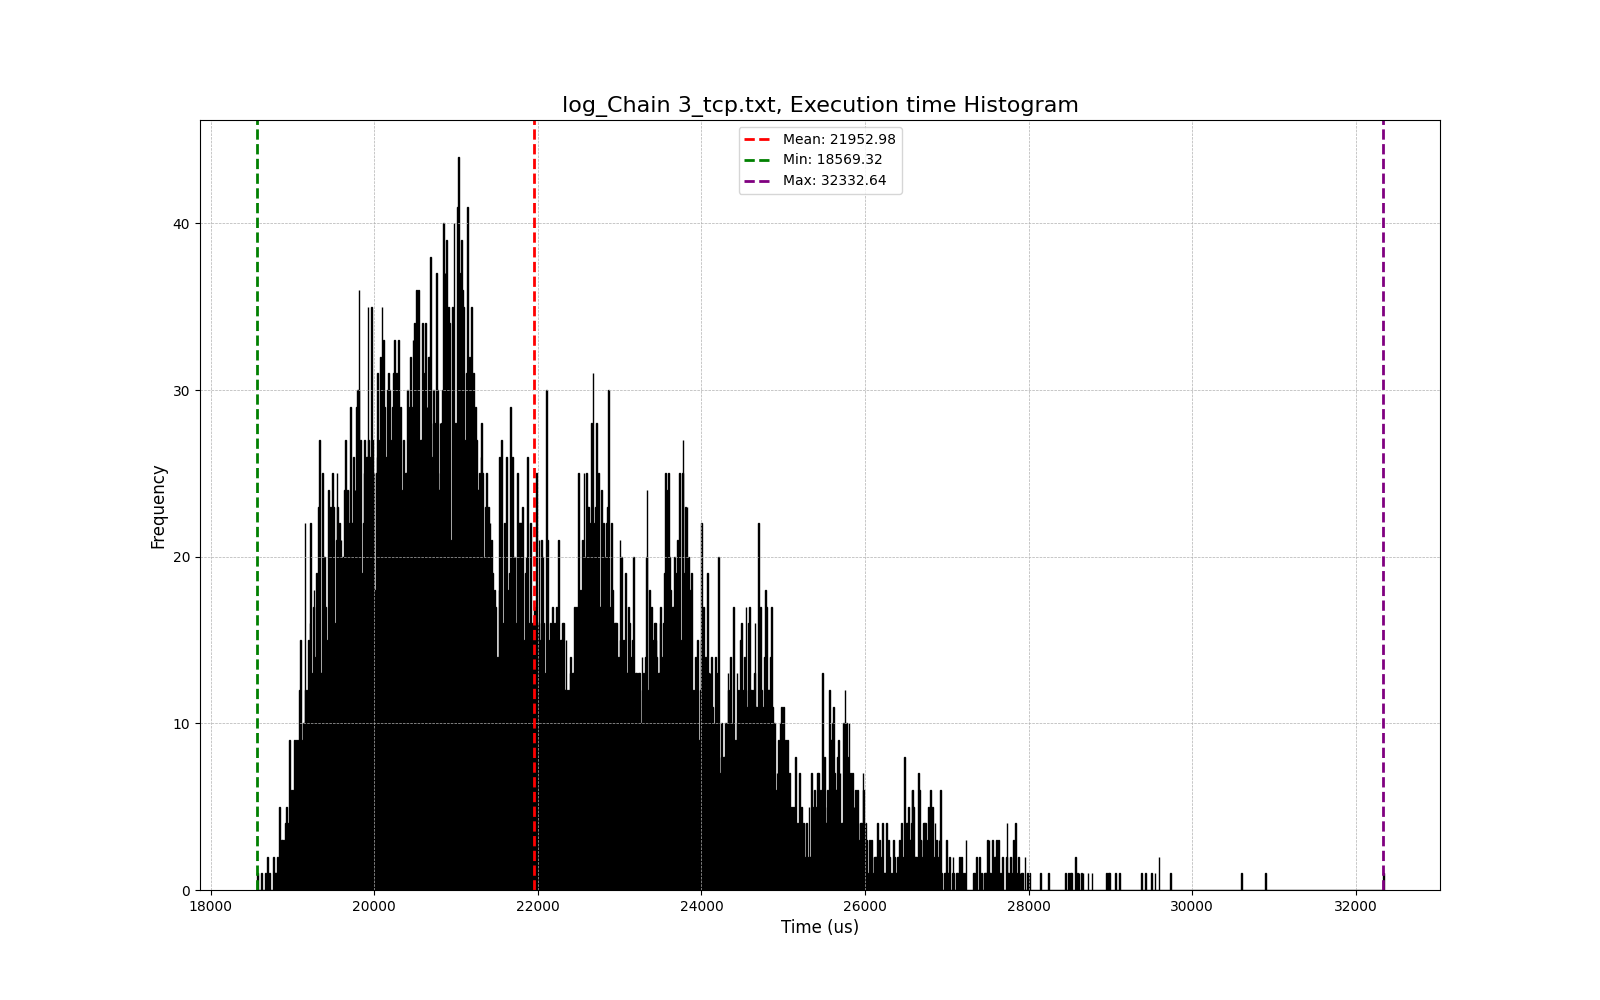 log_Chain 3_tcp.txt, Execution time Histogram
Mean: 21952.98
Min: 18569.32
Max: 32332.64
Frequency
40
30
20
10
0
18000 20000 22000 24000 26000 28000 30000 32000
Time (us)